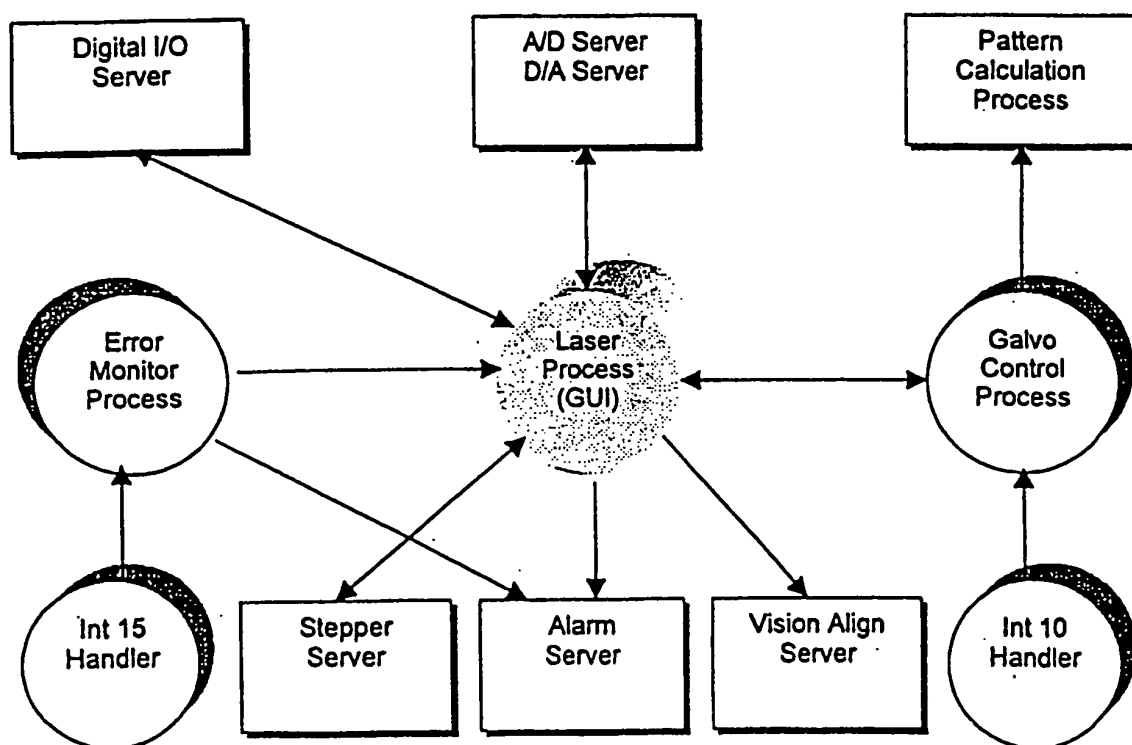 Digital I/O
Server
A/D Server
D/A Server
Pattern
Calculation
Process
Error
Monitor
Process
Laser
Process
(GUI)
Galvo
Control
Process
Int 15
Handler
Stepper
Server
Alarm
Server
Vision Align
Server
Int 10
Handler